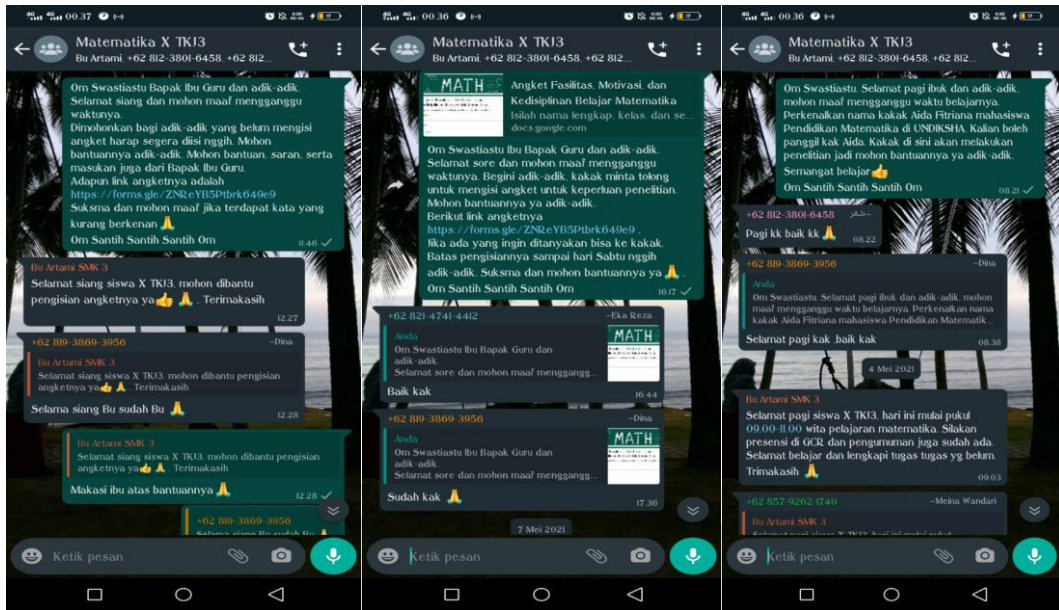 00.37
Matematika X TKJ3
Bu Artami, +62 812-3801-6458, +62 812...
Om Swastiastu Bapak Ibu Guru dan adik-adik.
Selamat siang dan mohon maaf mengganggu
waktunya.
Dimohonkan bagi adik-adik yang belum mengisi
angket harap segera diisi nggih. Mohon
bantuannya adik-adik. Mohon bantuan, saran, serta
masukan juga dari Bapak Ibu Guru.
Adapun link angketnya adalah
https://forms.gle/ZNReYB5Ptbrk649e9
Suksma dan mohon maaf jika terdapat kata yang
kurang berkenan 🙏
Om Santih Santih Santih Om
11.46
Bu Artami SMK 3
Selamat siang siswa X TKJ3, mohon dibantu
pengisian angketnya ya👍 🙏 . Terimakasih
12.27
+62 819-3869-3956 ~Dina
Bu Artami SMK 3
Selamat siang siswa X TKJ3, mohon dibantu pengisian
angketnya ya👍 🙏 . Terimakasih
Selama siang Bu sudah Bu 🙏
12.28
Bu Artami SMK 3
Selamat siang siswa X TKJ3, mohon dibantu pengisian
angketnya ya👍 🙏 . Terimakasih
Makasi ibu atas bantuannya 🙏
12.28
+62 819-3869-3956
Selama siang Bu sudah Bu 🙏
Ketik pesan
00.36
Matematika X TKJ3
Bu Artami, +62 812-3801-6458, +62 812...
MATH
Angket Fasilitas, Motivasi, dan
Kedisiplinan Belajar Matematika
Isilah nama lengkap, kelas, dan se...
docs.google.com
Om Swastiastu Ibu Bapak Guru dan adik-adik.
Selamat sore dan mohon maaf mengganggu
waktunya. Begini adik-adik, kakak minta tolong
untuk mengisi angket untuk keperluan penelitian.
Mohon bantuannya ya adik-adik.
Berikut link angketnya
https://forms.gle/ZNReYB5Ptbrk649e9 .
Jika ada yang ingin ditanyakan bisa ke kakak.
Batas pengisiannya sampai hari Sabtu nggih
adik-adik. Suksma dan mohon bantuannya ya 🙏 .
Om Santih Santih Santih Om
16.17
+62 821-4741-4412 ~Eka Reza
Anda
Om Swastiastu Ibu Bapak Guru dan
adik-adik.
Selamat sore dan mohon maaf mengangg...
MATH
Baik kak
16.44
+62 819-3869-3956 ~Dina
Anda
Om Swastiastu Ibu Bapak Guru dan
adik-adik.
Selamat sore dan mohon maaf mengangg...
MATH
Sudah kak 🙏
17.36
7 Mei 2021
Ketik pesan
00.36
Matematika X TKJ3
Bu Artami, +62 812-3801-6458, +62 812...
Om Swastiastu. Selamat pagi ibuk dan adik-adik,
mohon maaf mengganggu waktu belajarnya.
Perkenalkan nama kakak Aida Fitriana mahasiswa
Pendidikan Matematika di UNDIKSHA. Kalian boleh
panggil kak Aida. Kakak di sini akan melakukan
penelitian jadi mohon bantuannya ya adik-adik.
Semangat belajar👍
Om Santih Santih Santih Om
08.21
+62 812-3801-6458
Pagi kk baik kk 🙏
08.22
+62 819-3869-3956 ~Dina
Anda
Om Swastiastu. Selamat pagi ibuk dan adik-adik, mohon
maaf mengganggu waktu belajarnya. Perkenalkan nama
kakak Aida Fitriana mahasiswa Pendidikan Matematik...
Selamat pagi kak ,baik kak
08.38
4 Mei 2021
Bu Artami SMK 3
Selamat pagi siswa X TKJ3, hari ini mulai pukul
09.00-11.00 wita pelajaran matematika. Silakan
presensi di GCR dan pengumuman juga sudah ada.
Selamat belajar dan lengkapi tugas tugas yg belum.
Trimakasih 🙏
09.03
+62 857-9262-1740 ~Meina Wandari
Bu Artami SMK 3
Selamat pagi siswa X TKJ3, hari ini mulai pukul
Ketik pesan